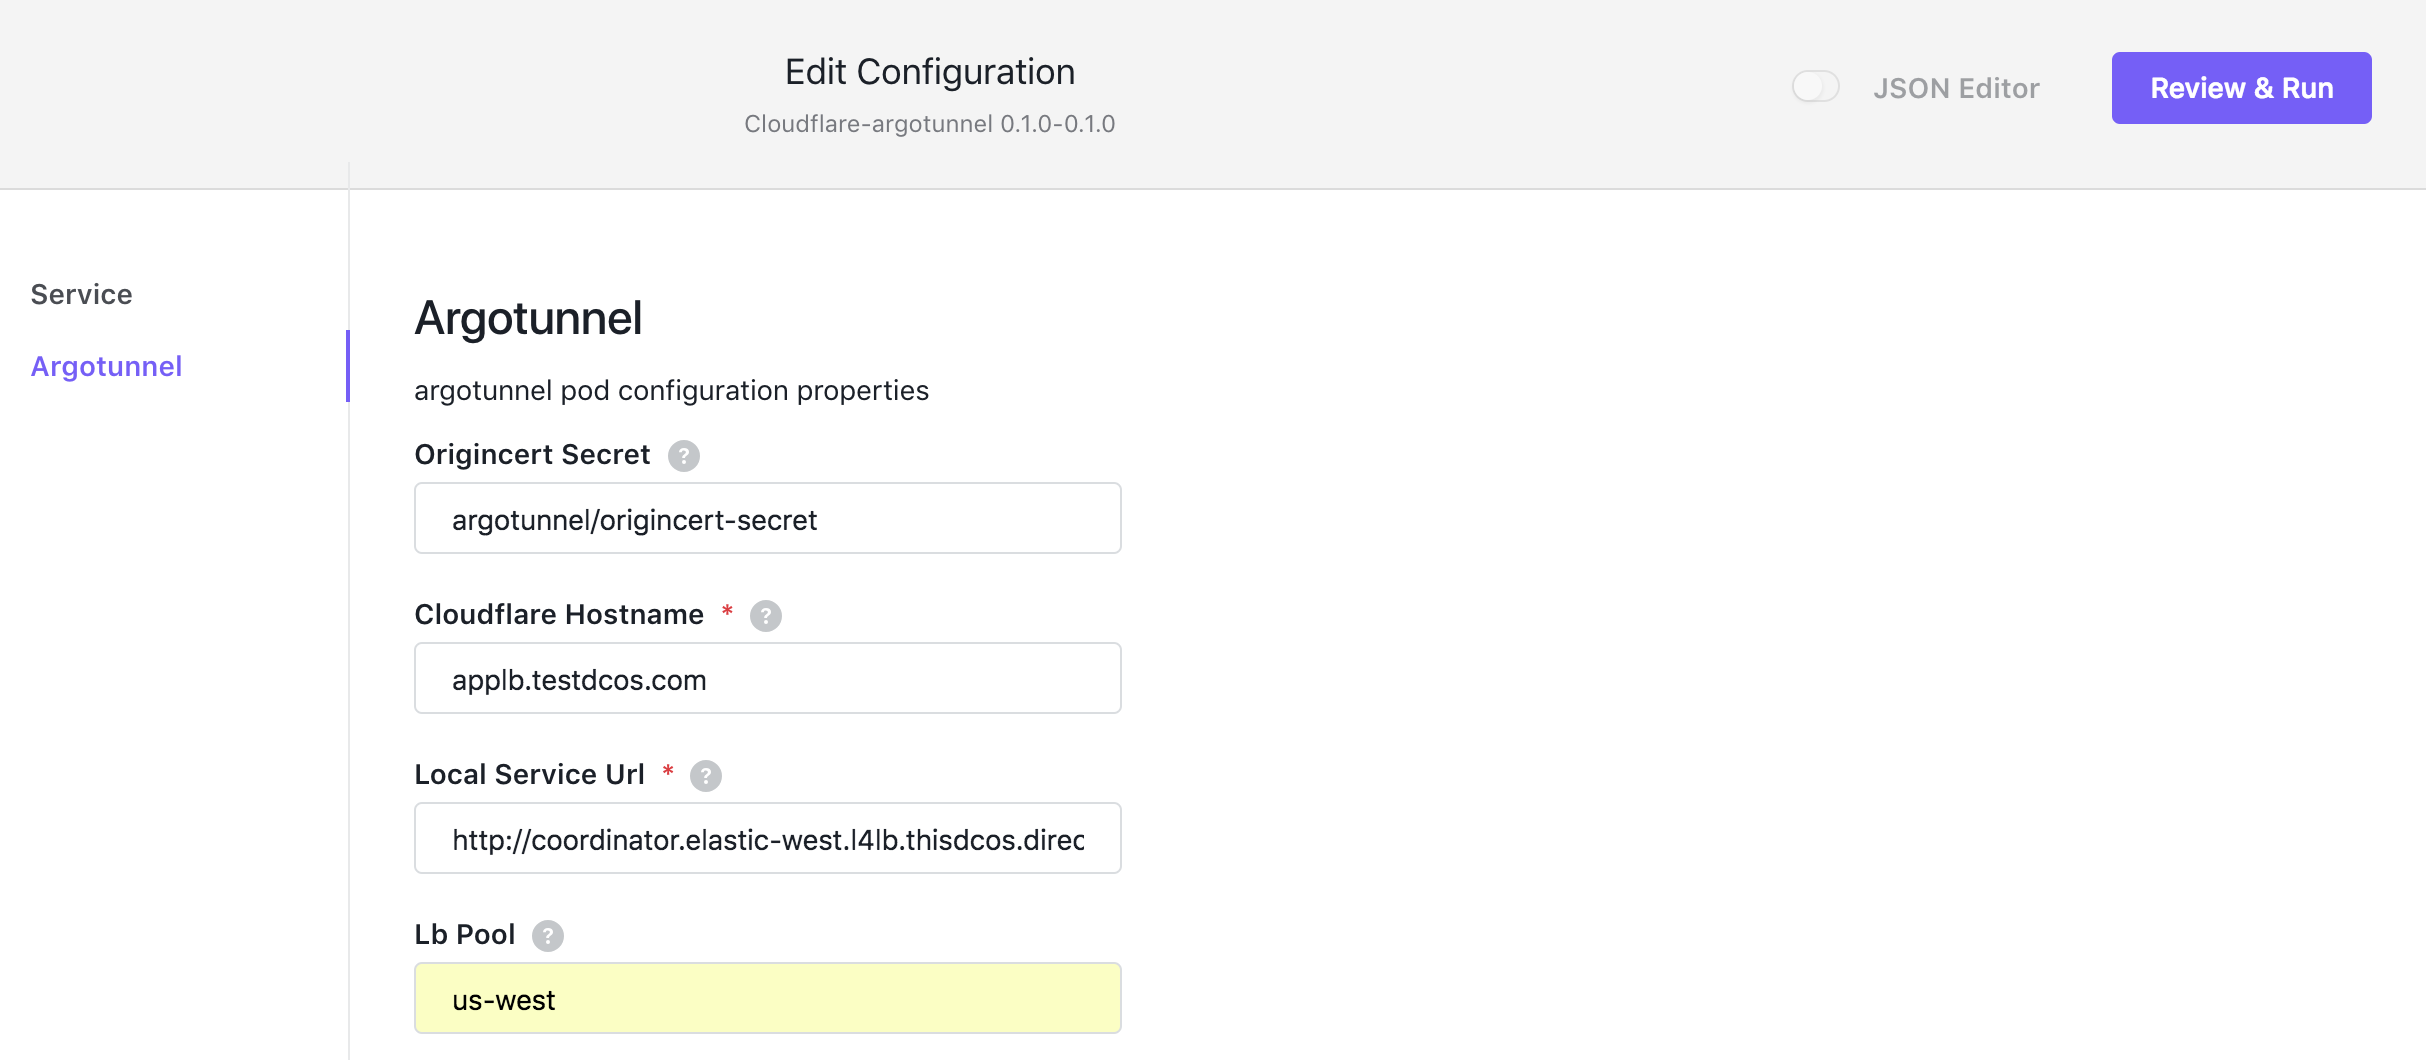 Edit Configuration
Cloudflare-argotunnel 0.1.0-0.1.0
JSON Editor
Review & Run
Service
Argotunnel
Argotunnel
argotunnel pod configuration properties
Origincert Secret ?
argotunnel/origincert-secret
Cloudflare Hostname * ?
applb.testdcos.com
Local Service Url * ?
http://coordinator.elastic-west.l4lb.thisdcos.direc
Lb Pool ?
us-west